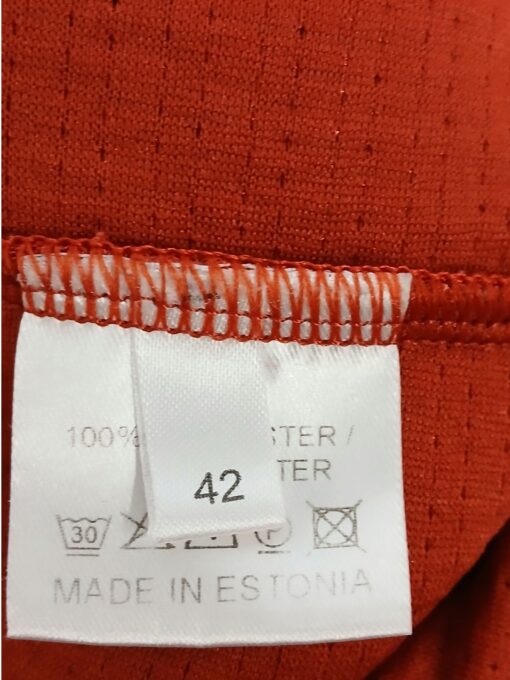 100% STER /
TER
42
30 P
MADE IN ESTONIA